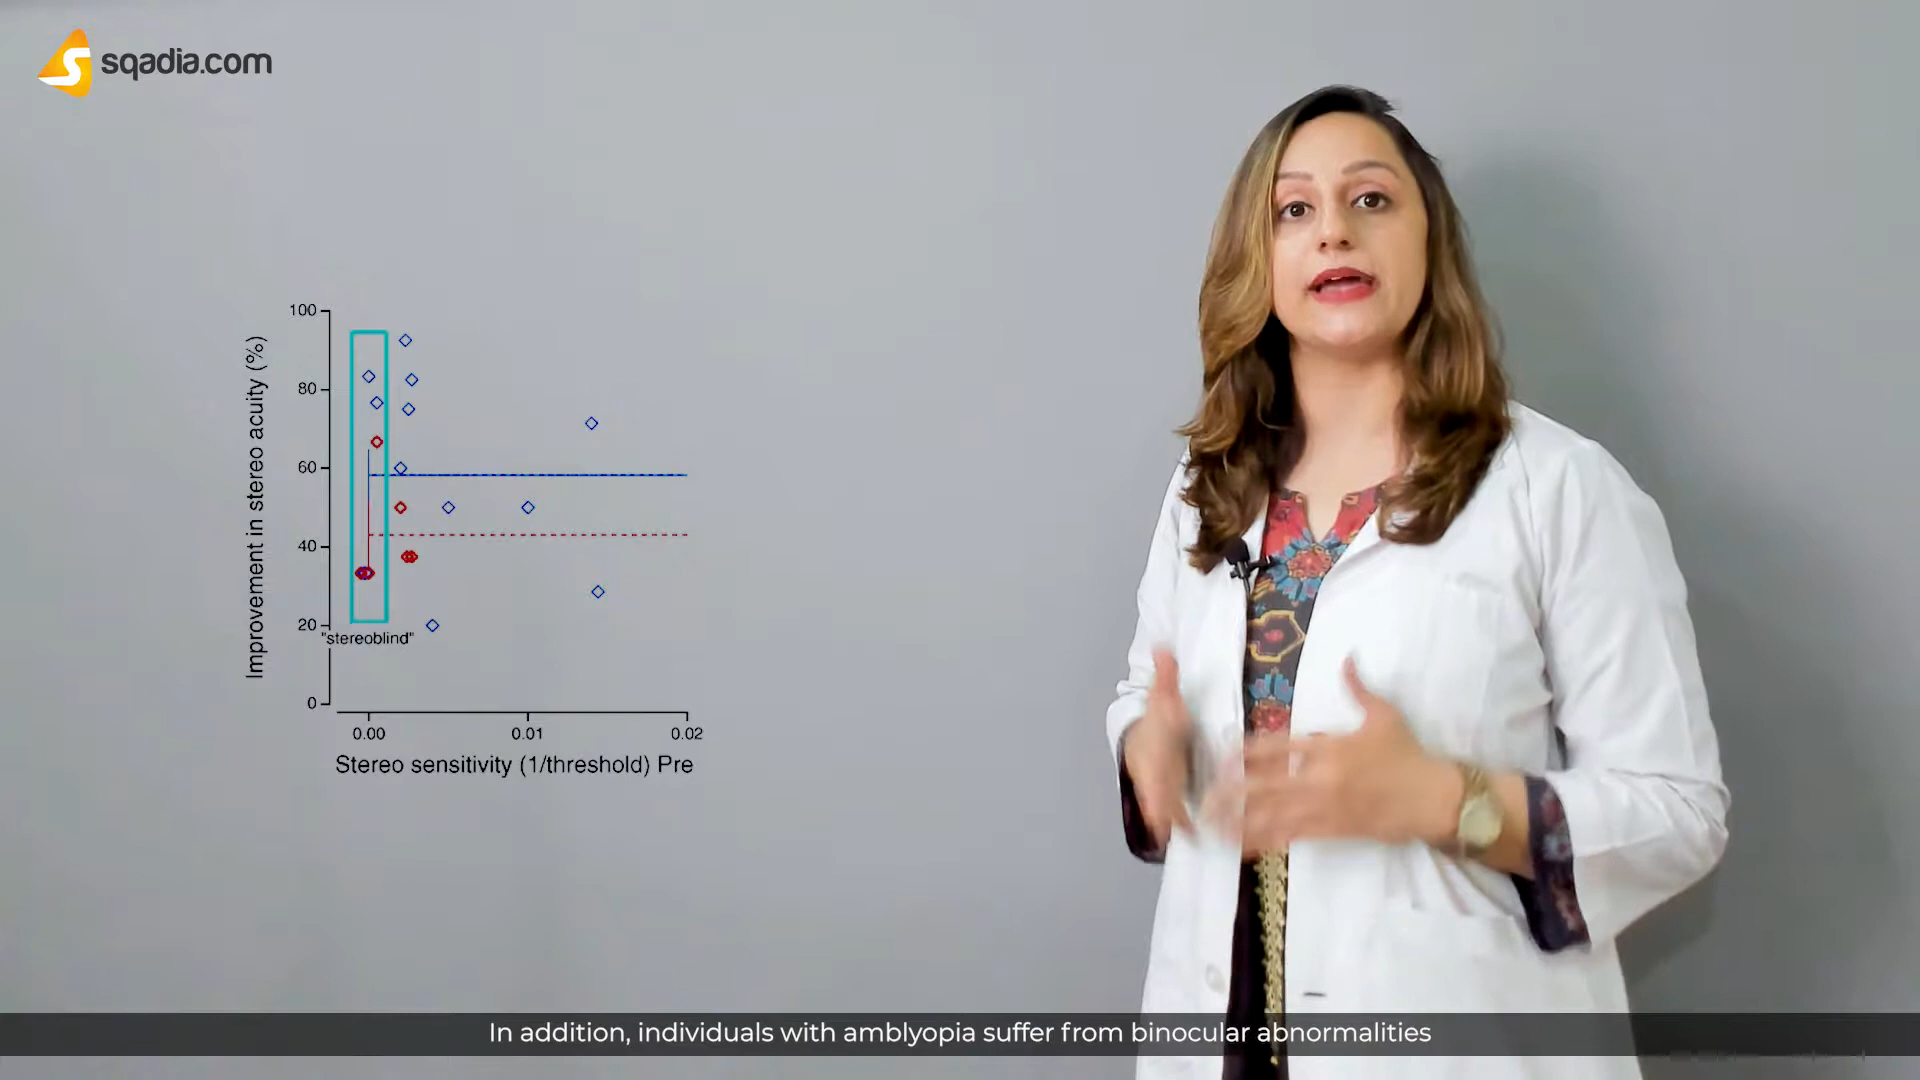 sqadia.com
Improvement in stereo acuity (%)
100
80
60
40
20
"stereoblind"
0
0.00 0.01 0.02
Stereo sensitivity (1/threshold) Pre
In addition, individuals with amblyopia suffer from binocular abnormalities